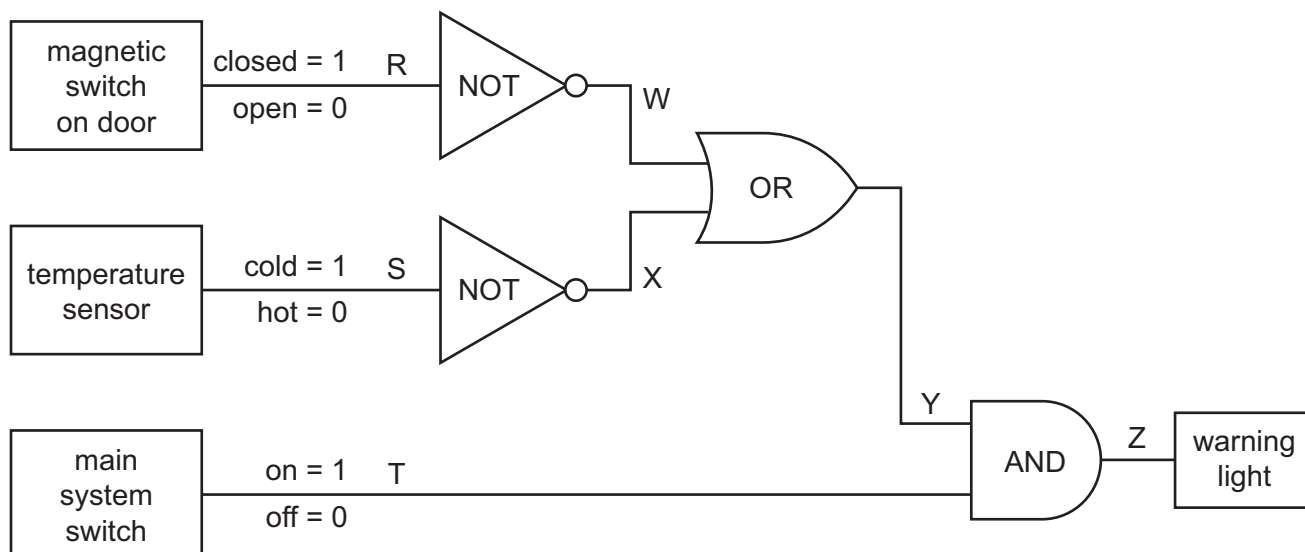 magnetic
switch
on door
closed = 1
open = 0
R
NOT
W
OR
temperature
sensor
cold = 1
hot = 0
S
NOT
X
Y
main
system
switch
on = 1
off = 0
T
AND
Z
warning
light